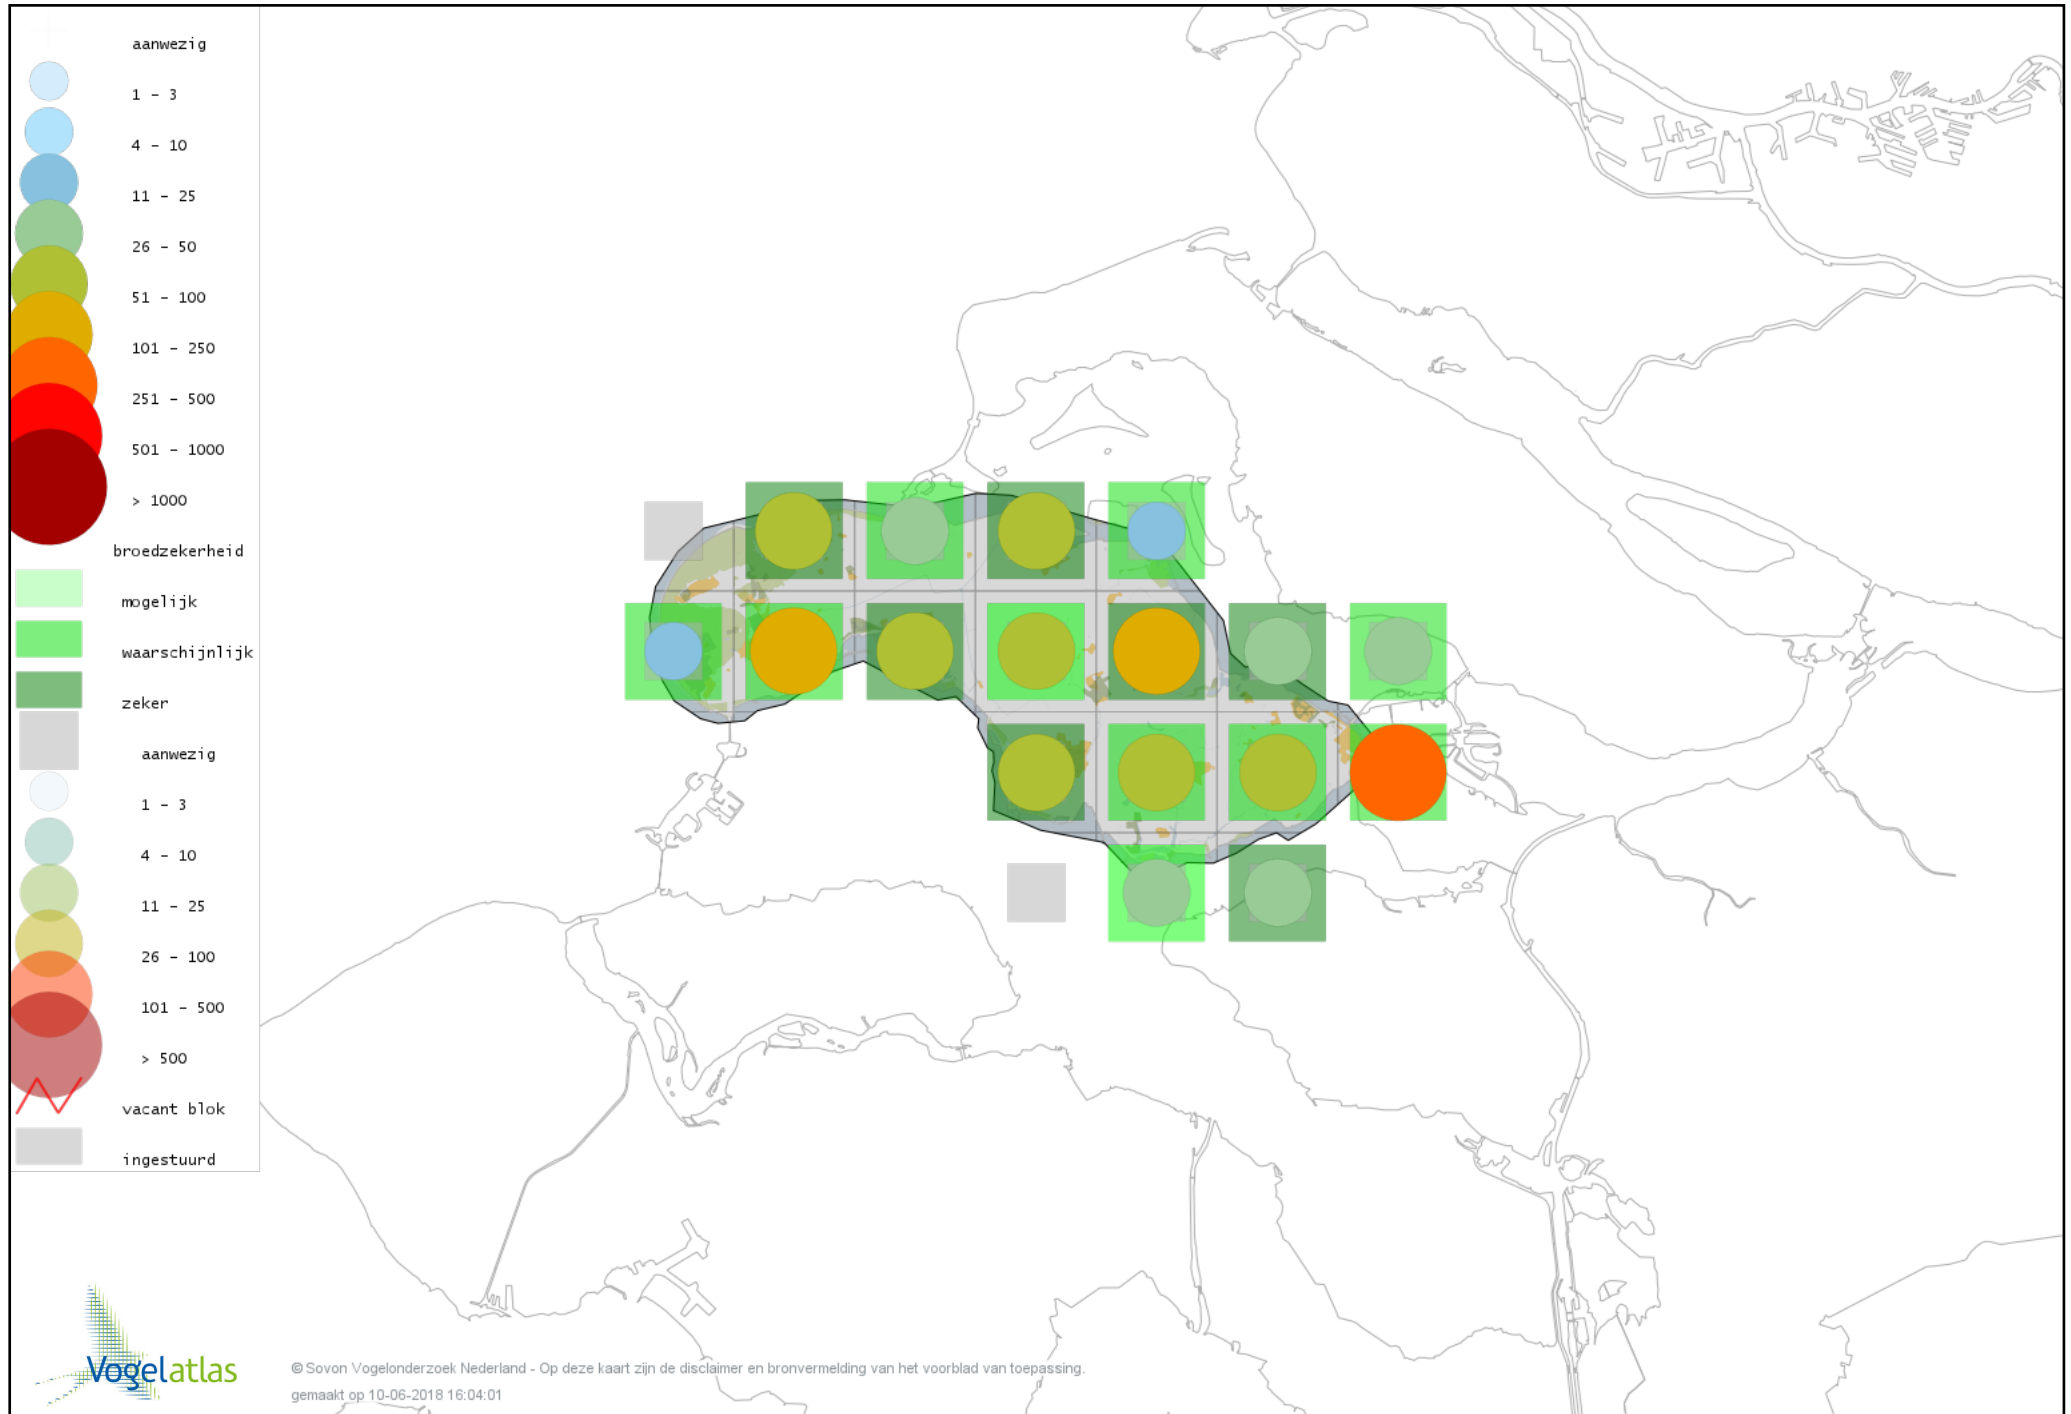 aanwezig
1 - 3
4 - 10
11 - 25
26 - 50
51 - 100
101 - 250
251 - 500
501 - 1000
> 1000
broedzekerheid
mogelijk
waarschijnlijk
zeker
aanwezig
1 - 3
4 - 10
11 - 25
26 - 100
101 - 500
> 500
vacant blok
ingestuurd
Vogelatlas
© Sovon Vogelonderzoek Nederland - Op deze kaart zijn de disclaimer en bronvermelding van het voorblad van toepassing.
gemaakt op 10-06-2018 16:04:01